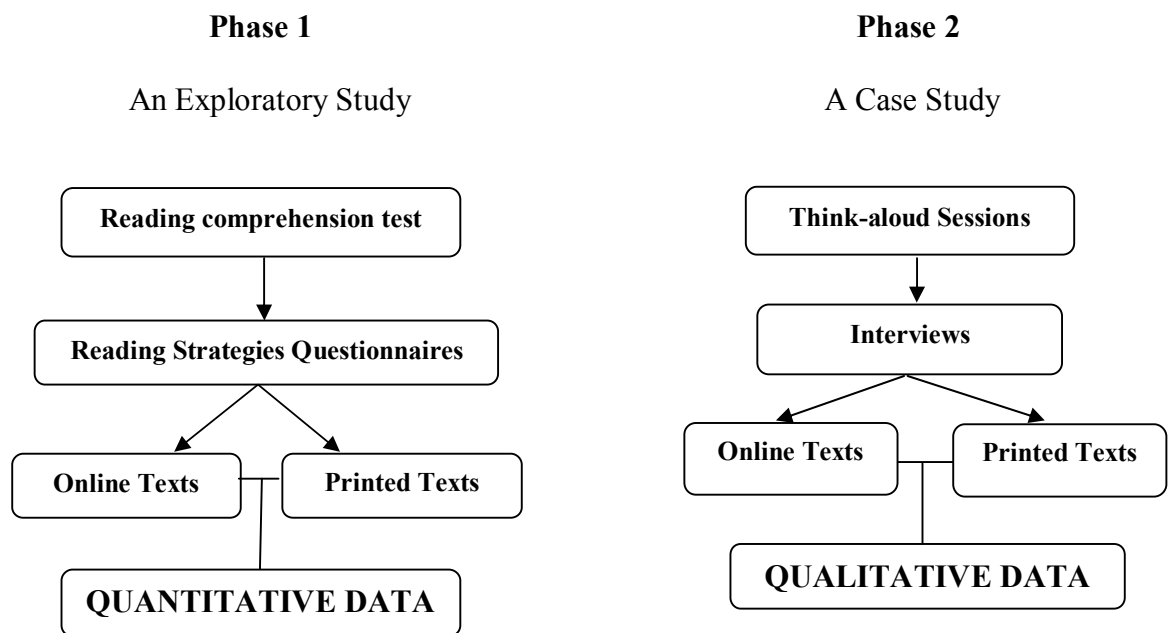 Phase 1
An Exploratory Study
Reading comprehension test
Reading Strategies Questionnaires
Online Texts
Printed Texts
QUANTITATIVE DATA
Phase 2
A Case Study
Think-aloud Sessions
Interviews
Online Texts
Printed Texts
QUALITATIVE DATA